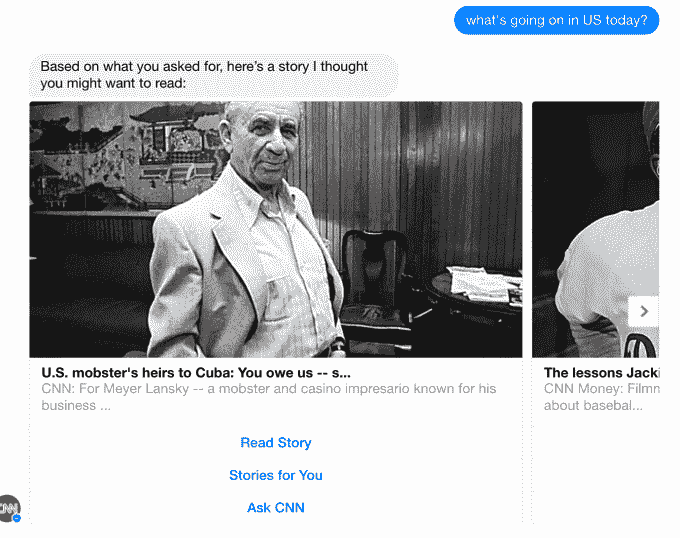 what's going on in US today?
Based on what you asked for, here's a story I thought
you might want to read:
U.S. mobster's heirs to Cuba: You owe us -- s...
CNN: For Meyer Lansky -- a mobster and casino impresario known for his
business ...
Read Story
Stories for You
Ask CNN
The lessons Jacki
CNN Money: Filmn
about basebal...
CNN